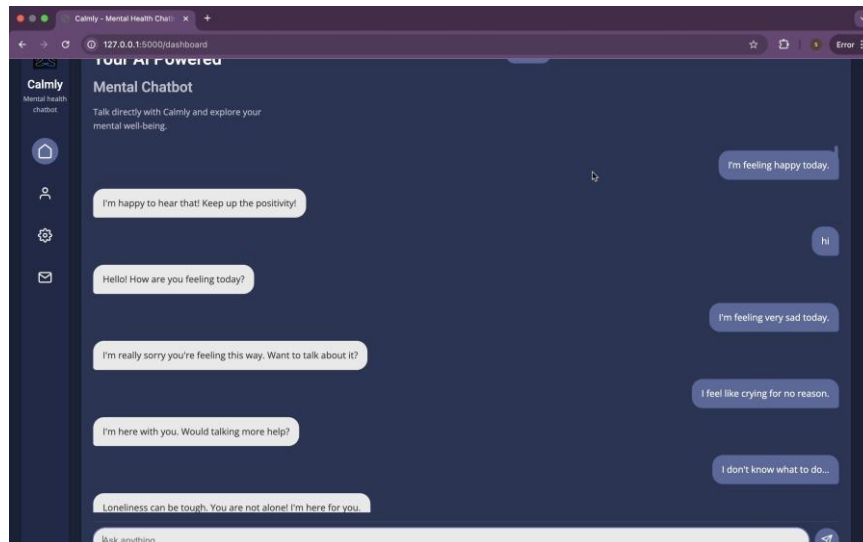 Calmly - Mental Health Chatb
127.0.0.1:5000/dashboard
Error
Calmly
Mental health
chatbot
Your AI Powered
Mental Chatbot
Talk directly with Calmly and explore your
mental well-being.
I'm feeling happy today.
I'm happy to hear that! Keep up the positivity!
hi
Hello! How are you feeling today?
I'm feeling very sad today.
I'm really sorry you're feeling this way. Want to talk about it?
I feel like crying for no reason.
I'm here with you. Would talking more help?
I don't know what to do...
Loneliness can be tough. You are not alone! I'm here for you.
Ask anything